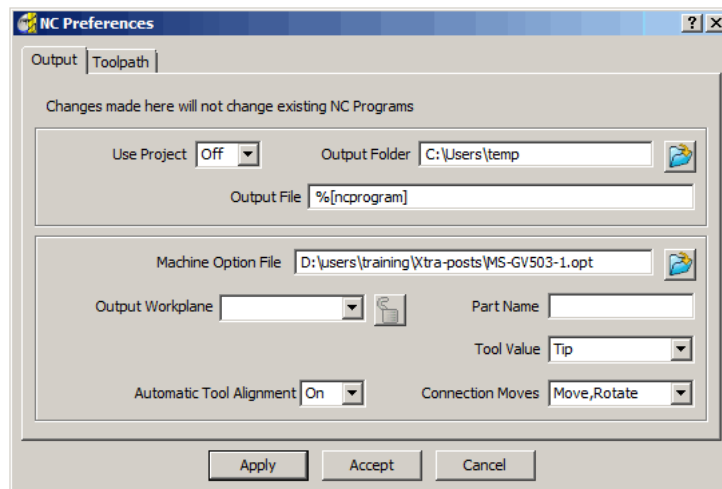 NC Preferences
Output Toolpath
Changes made here will not change existing NC Programs
Use Project Off Output Folder C:\Users\temp
Output File %[ncprogram]
Machine Option File D:\users\training\Xtra-posts\MS-GV503-1.opt
Output Workplane Part Name
Tool Value Tip
Automatic Tool Alignment On Connection Moves Move,Rotate
Apply Accept Cancel